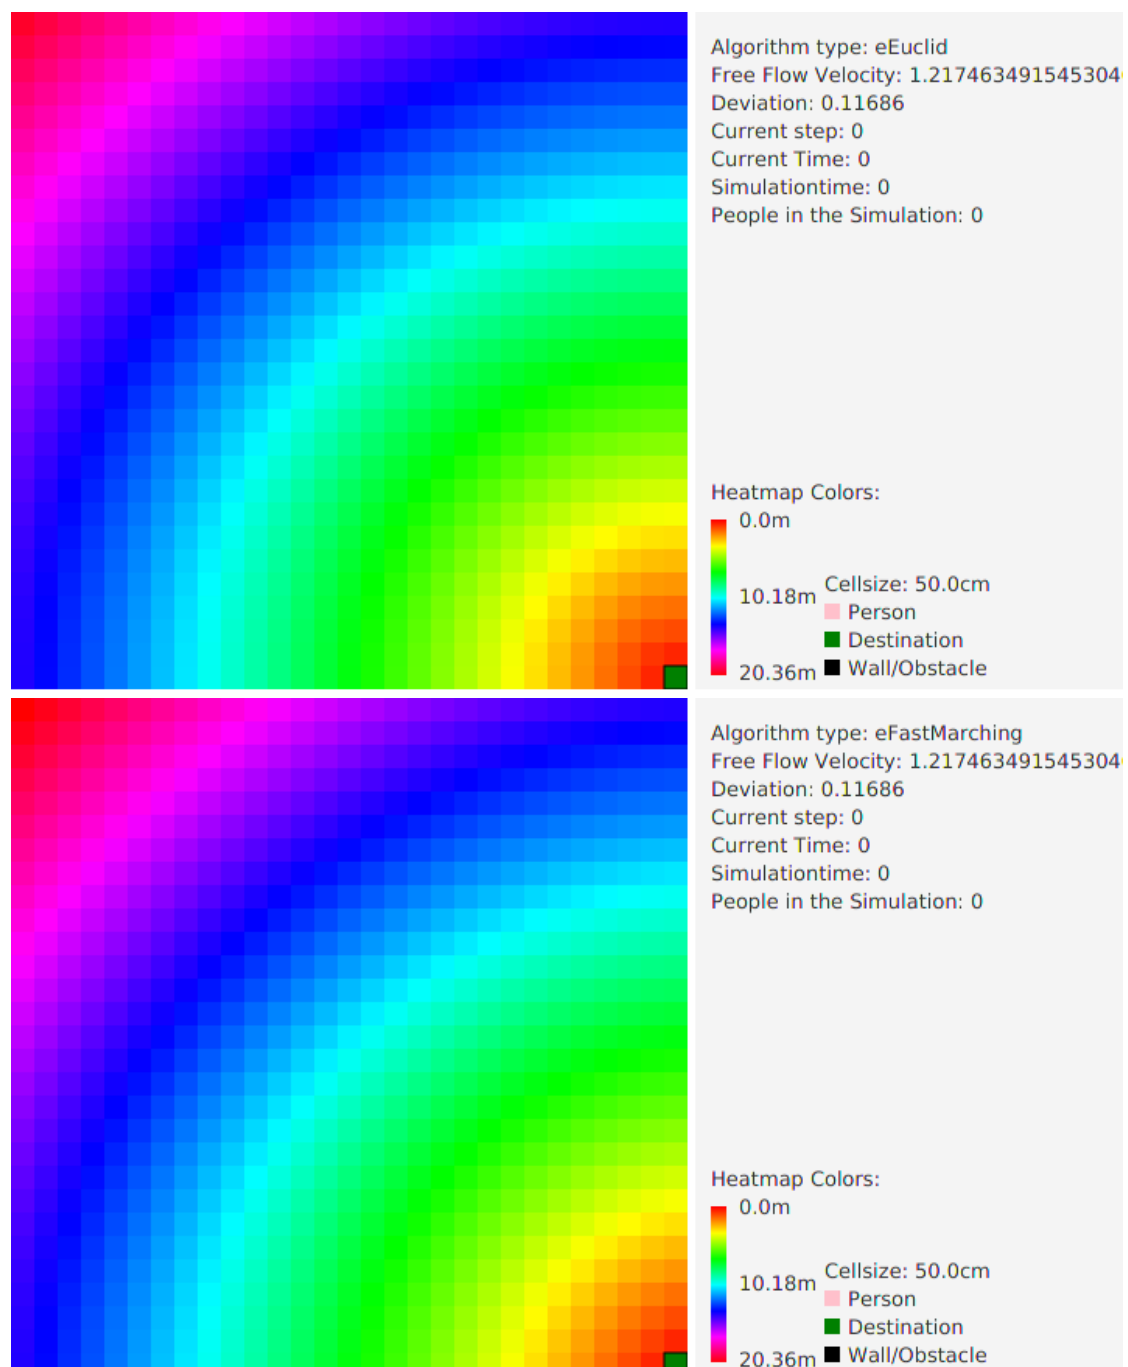 Algorithm type: eEuclid
Free Flow Velocity: 1.217463491545304
Deviation: 0.11686
Current step: 0
Current Time: 0
Simulationtime: 0
People in the Simulation: 0
Heatmap Colors:
0.0m
10.18m
20.36m
Cellsize: 50.0cm
Person
Destination
Wall/Obstacle
Algorithm type: eFastMarching
Free Flow Velocity: 1.217463491545304
Deviation: 0.11686
Current step: 0
Current Time: 0
Simulationtime: 0
People in the Simulation: 0
Heatmap Colors:
0.0m
10.18m
20.36m
Cellsize: 50.0cm
Person
Destination
Wall/Obstacle